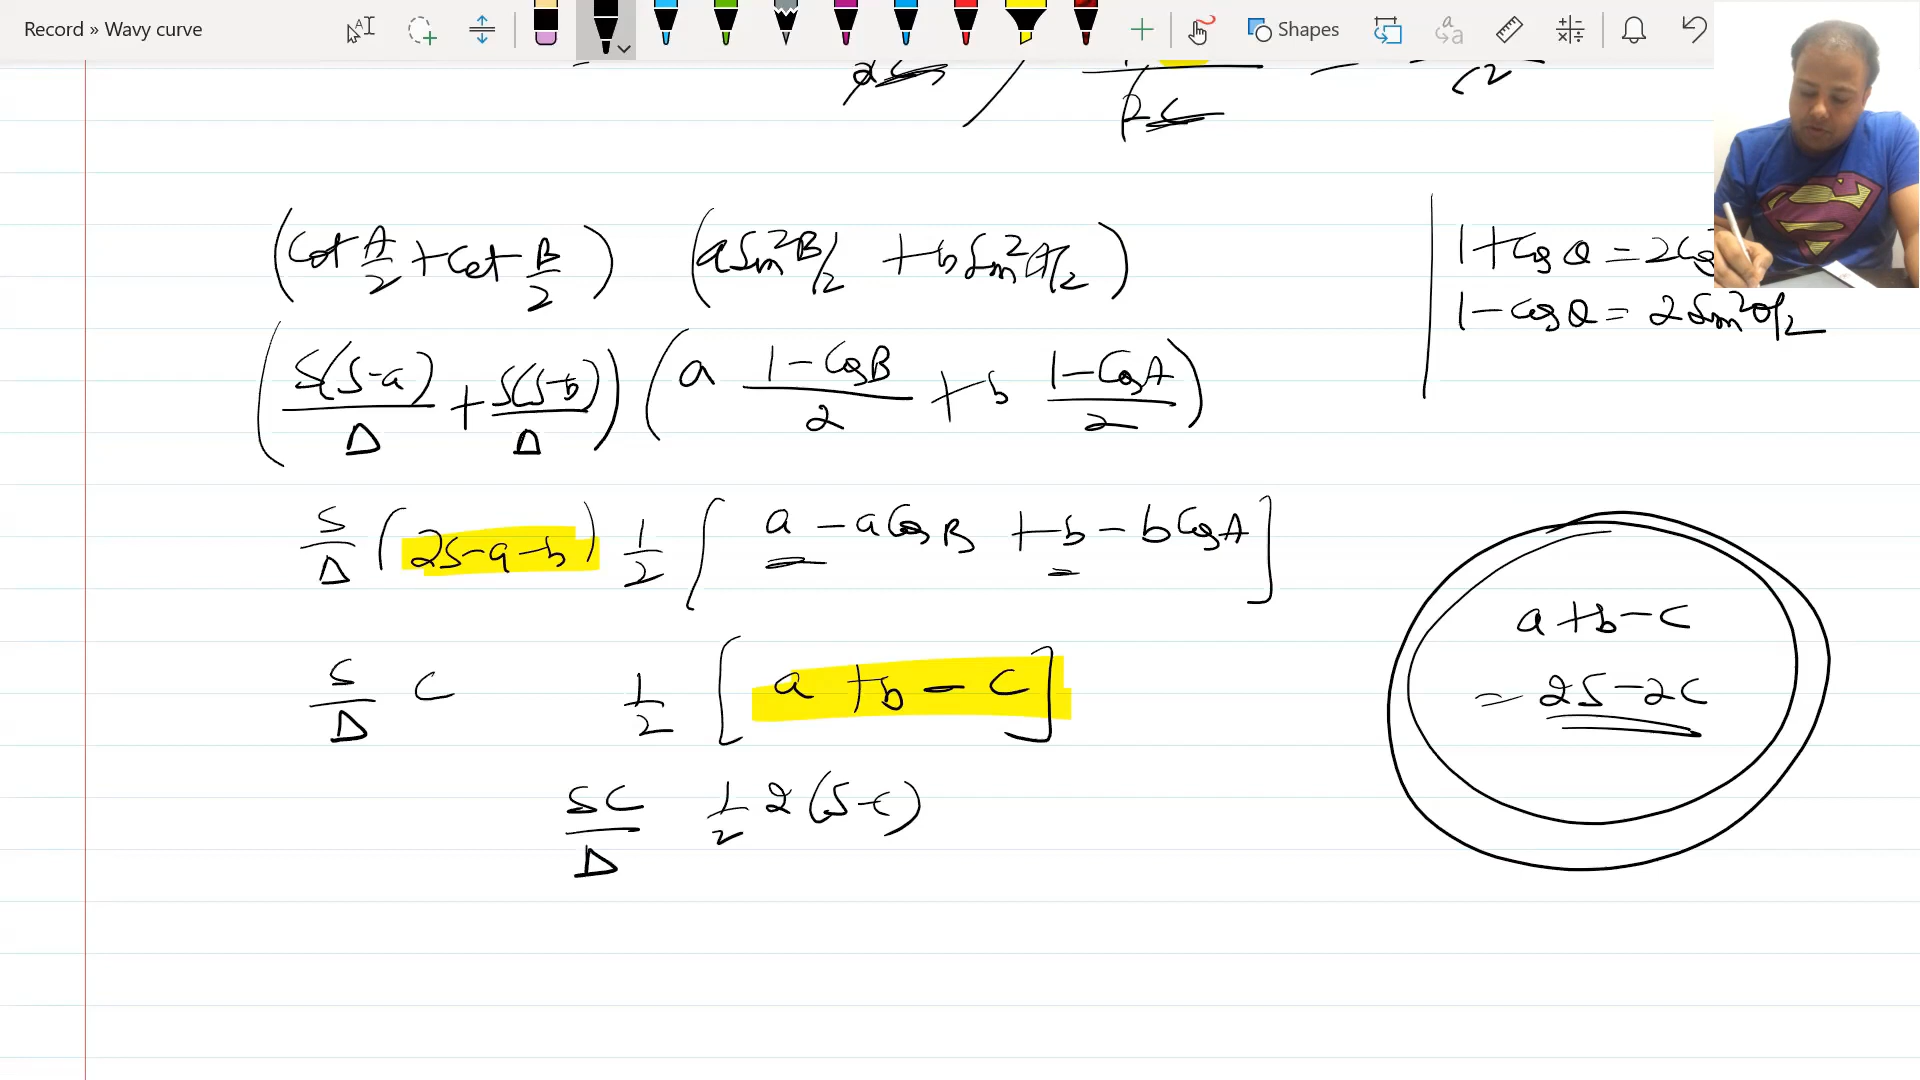 Record » Wavy curve
Shapes
(Cot A/2 + Cot B/2) (a Sin²B/2 + b Sin²A/2)
1 + Cos θ = 2Cos
1 - Cos θ = 2 Sin²θ/2
(S(S-a)/Δ + S(S-b)/Δ) (a (1 - Cos B)/2 + b (1 - Cos A)/2)
S/Δ (2S-a-b) 1/2 [a - a Cos B + b - b Cos A]
a + b - c
= 2S - 2C
S/Δ C 1/2 [a + b - c]
SC/Δ 1/2 2(S-c)